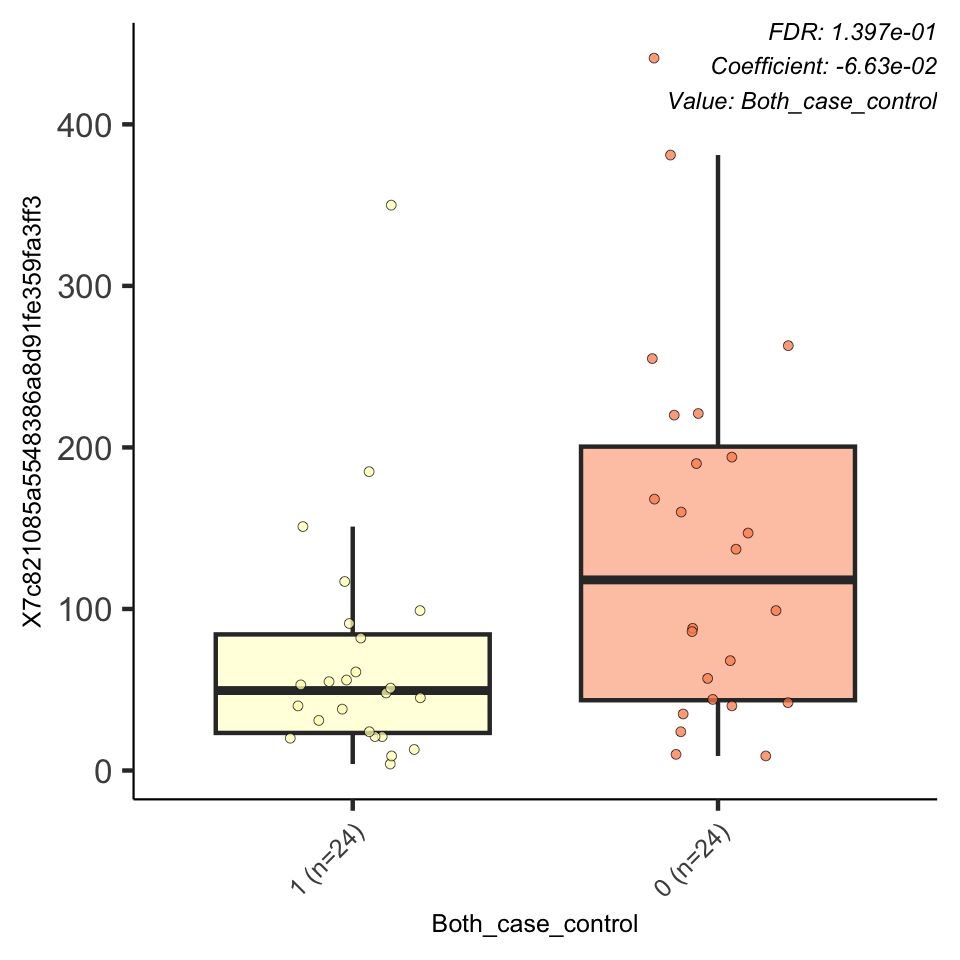 FDR: 1.397e-01
Coefficient: -6.63e-02
Value: Both_case_control
X7c821085a5548386a8d91fe359fa3ff3
400
300
200
100
0
1 (n=24)
0 (n=24)
Both_case_control